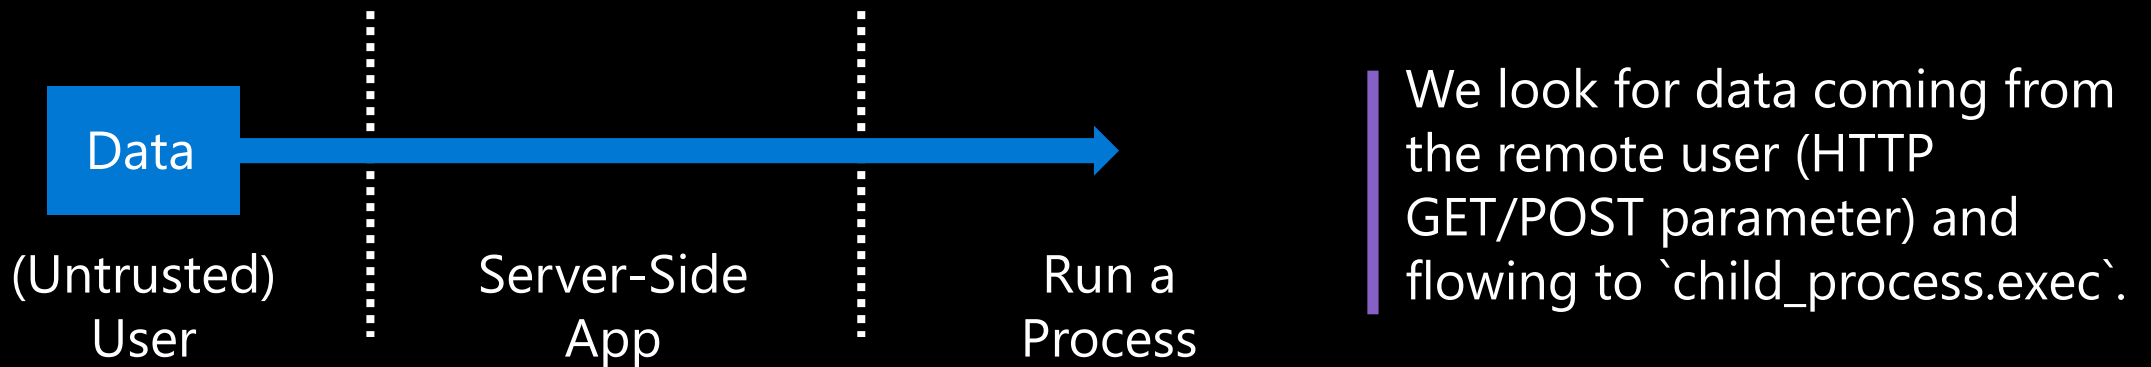 Data
(Untrusted)
User
Server-Side
App
Run a
Process
We look for data coming from
the remote user (HTTP
GET/POST parameter) and
flowing to `child_process.exec`.